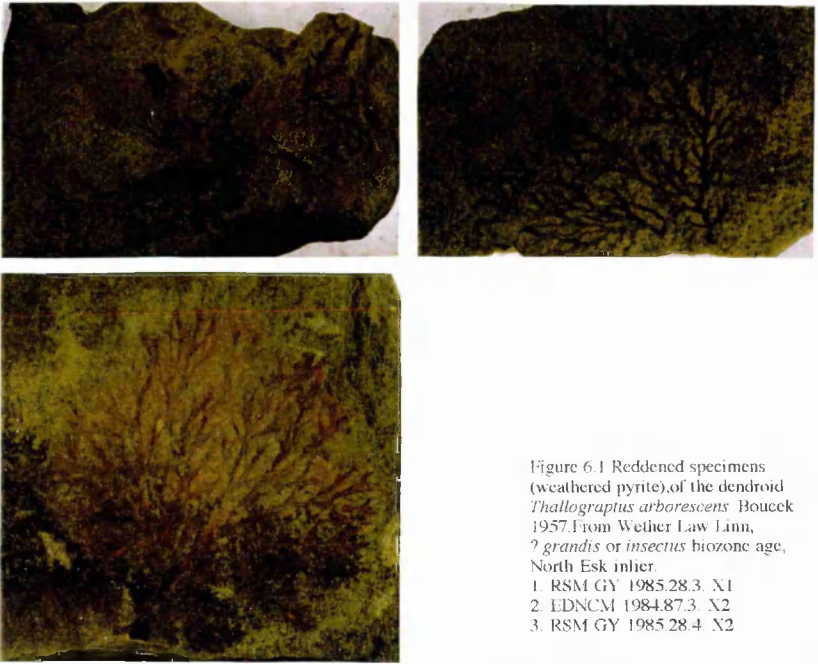 Figure 6.1 Reddened specimens
(weathered pyrite),of the dendroid
Thallograptus arborescens Boucek
1957.From Wether Law Linn,
? grandis or insectus biozone age,
North Esk inlier.
1. RSM GY 1985.28.3. X1
2. EDNCM 1984.87.3. X2
3. RSM GY 1985.28.4. X2